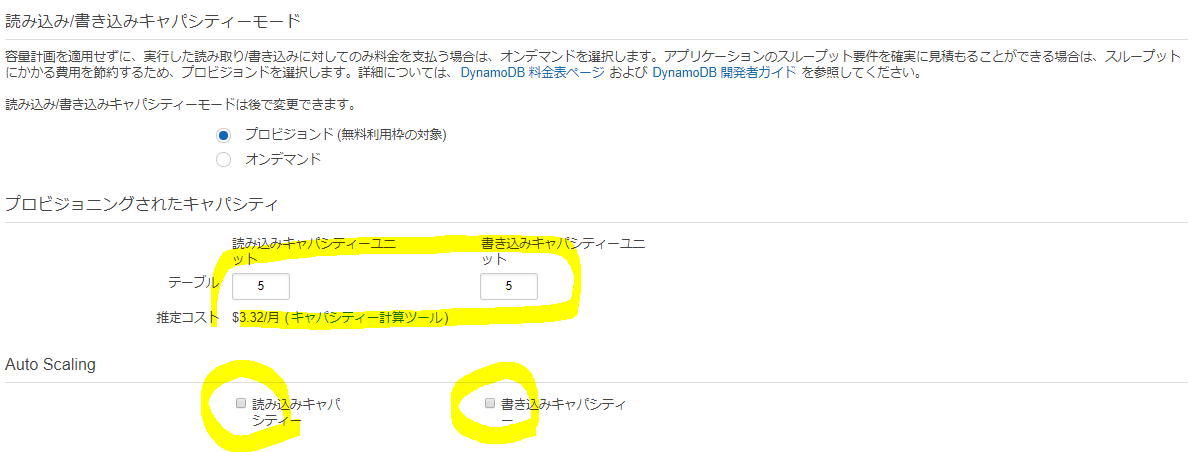 読み込み/書き込みキャパシティーモード
容量計画を適用せずに、実行した読み取り/書き込みに対してのみ料金を支払う場合は、オンデマンドを選択します。アプリケーションのスループット要件を確実に見積もることができる場合は、スループット
にかかる費用を節約するため、プロビジョンドを選択します。詳細については、 DynamoDB 料金表ページ および DynamoDB 開発者ガイド を参照してください。
読み込み/書き込みキャパシティーモードは後で変更できます。
プロビジョンド (無料利用枠の対象)
オンデマンド
プロビジョニングされたキャパシティ
読み込みキャパシティーユニ 書き込みキャパシティーユニ
ット ット
テーブル 5 5
推定コスト $3.32/月 (キャパシティー計算ツール)
Auto Scaling
読み込みキャパ 書き込みキャパシティ
シティー ー